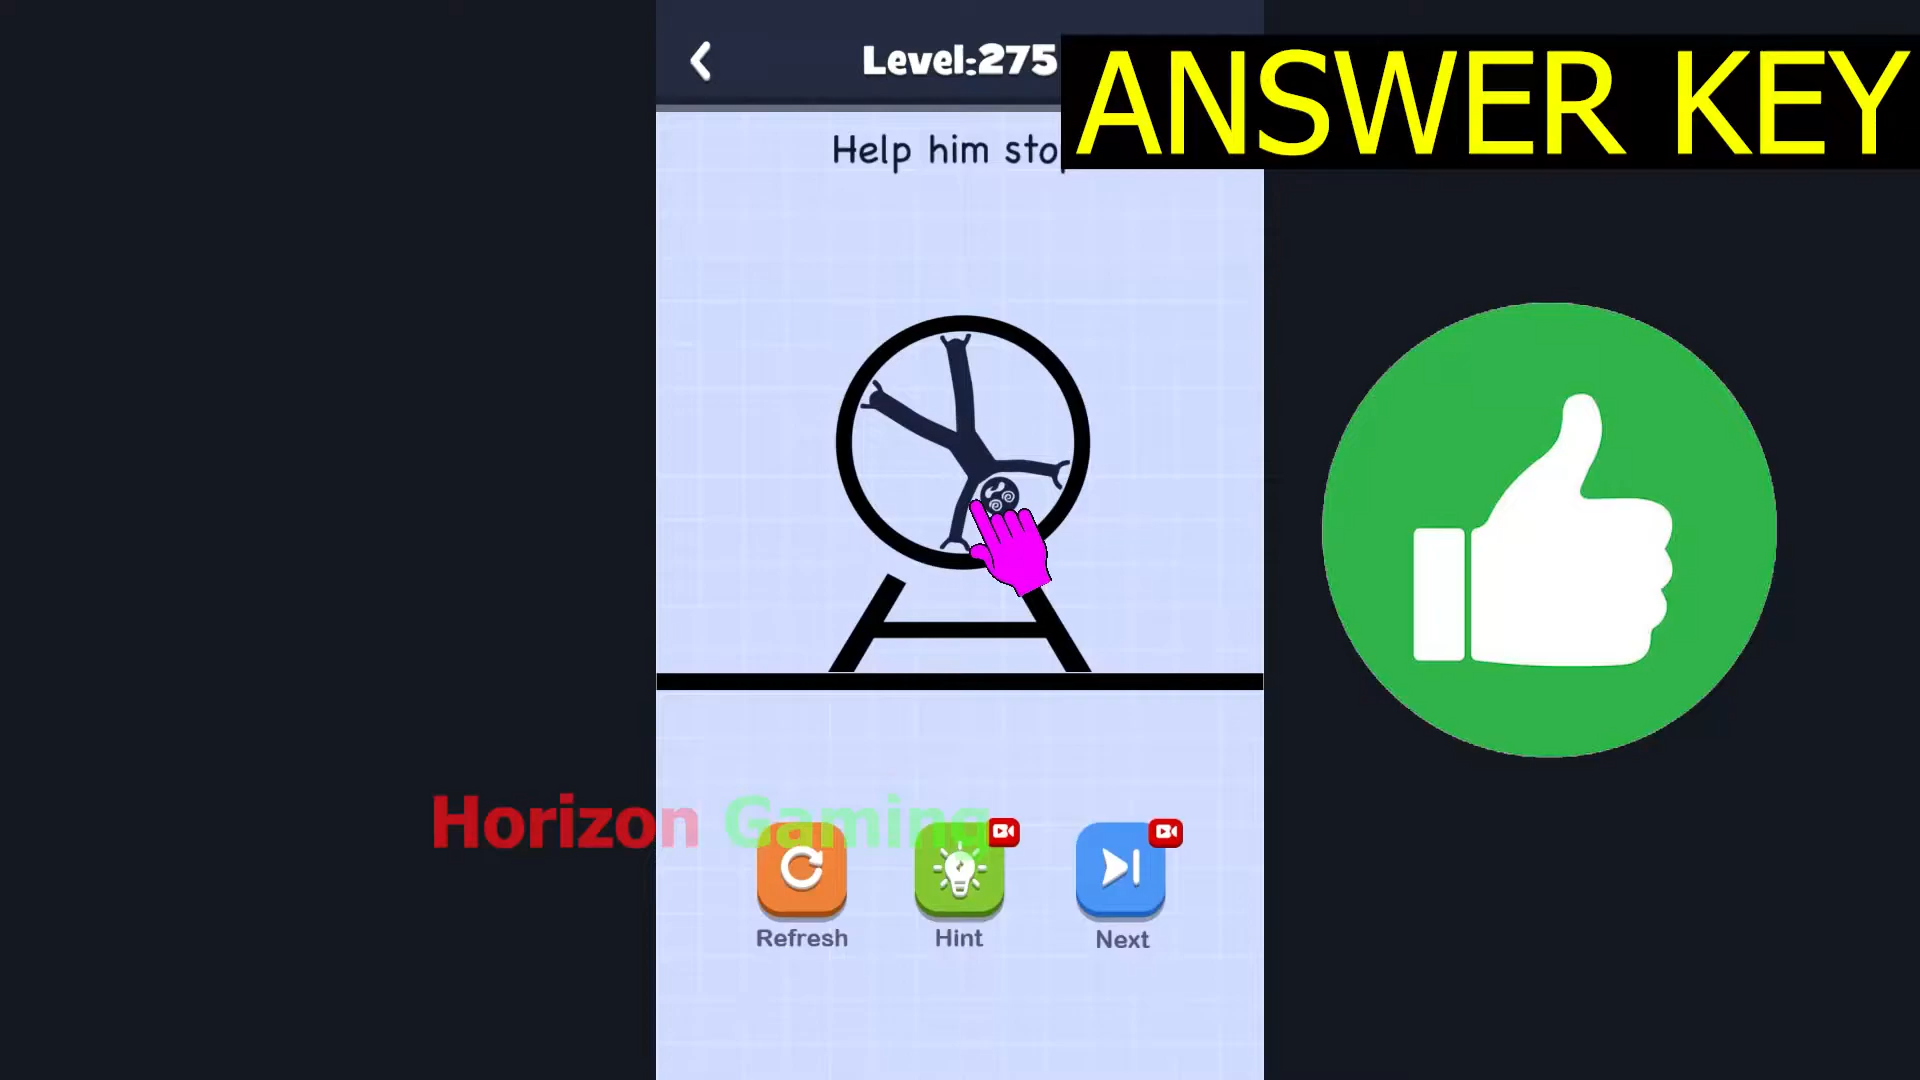 Level:275
ANSWER KEY
Help him sto
Horizon Gaming
Refresh
Hint
Next